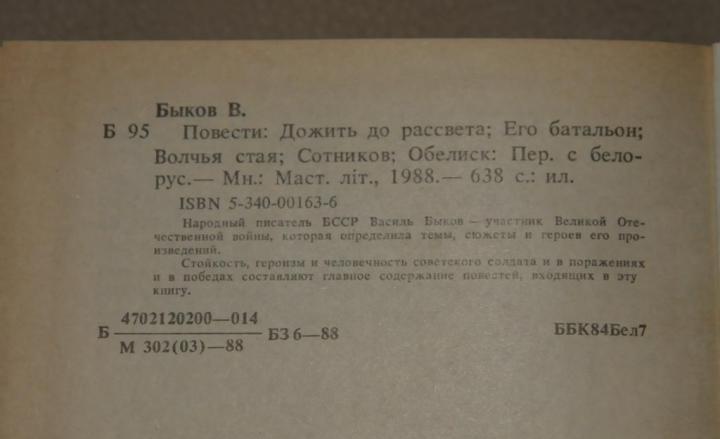 Быков В.
Б 95 Повести: Дожить до рассвета; Его батальон;
Волчья стая; Сотников; Обелиск: Пер. с бело-
рус.— Мн.: Маст. літ., 1988.— 638 с.: ил.
ISBN 5-340-00163-6
Народный писатель БССР Василь Быков — участник Великой Оте-
чественной войны, которая определила темы, сюжеты и героев его про-
изведений.
Стойкость, героизм и человечность советского солдата и в поражениях
и в победах составляют главное содержание повестей, входящих в эту
книгу.
4702120200—014
Б БЗ 6—88 ББК84Бел7
М 302(03)—88